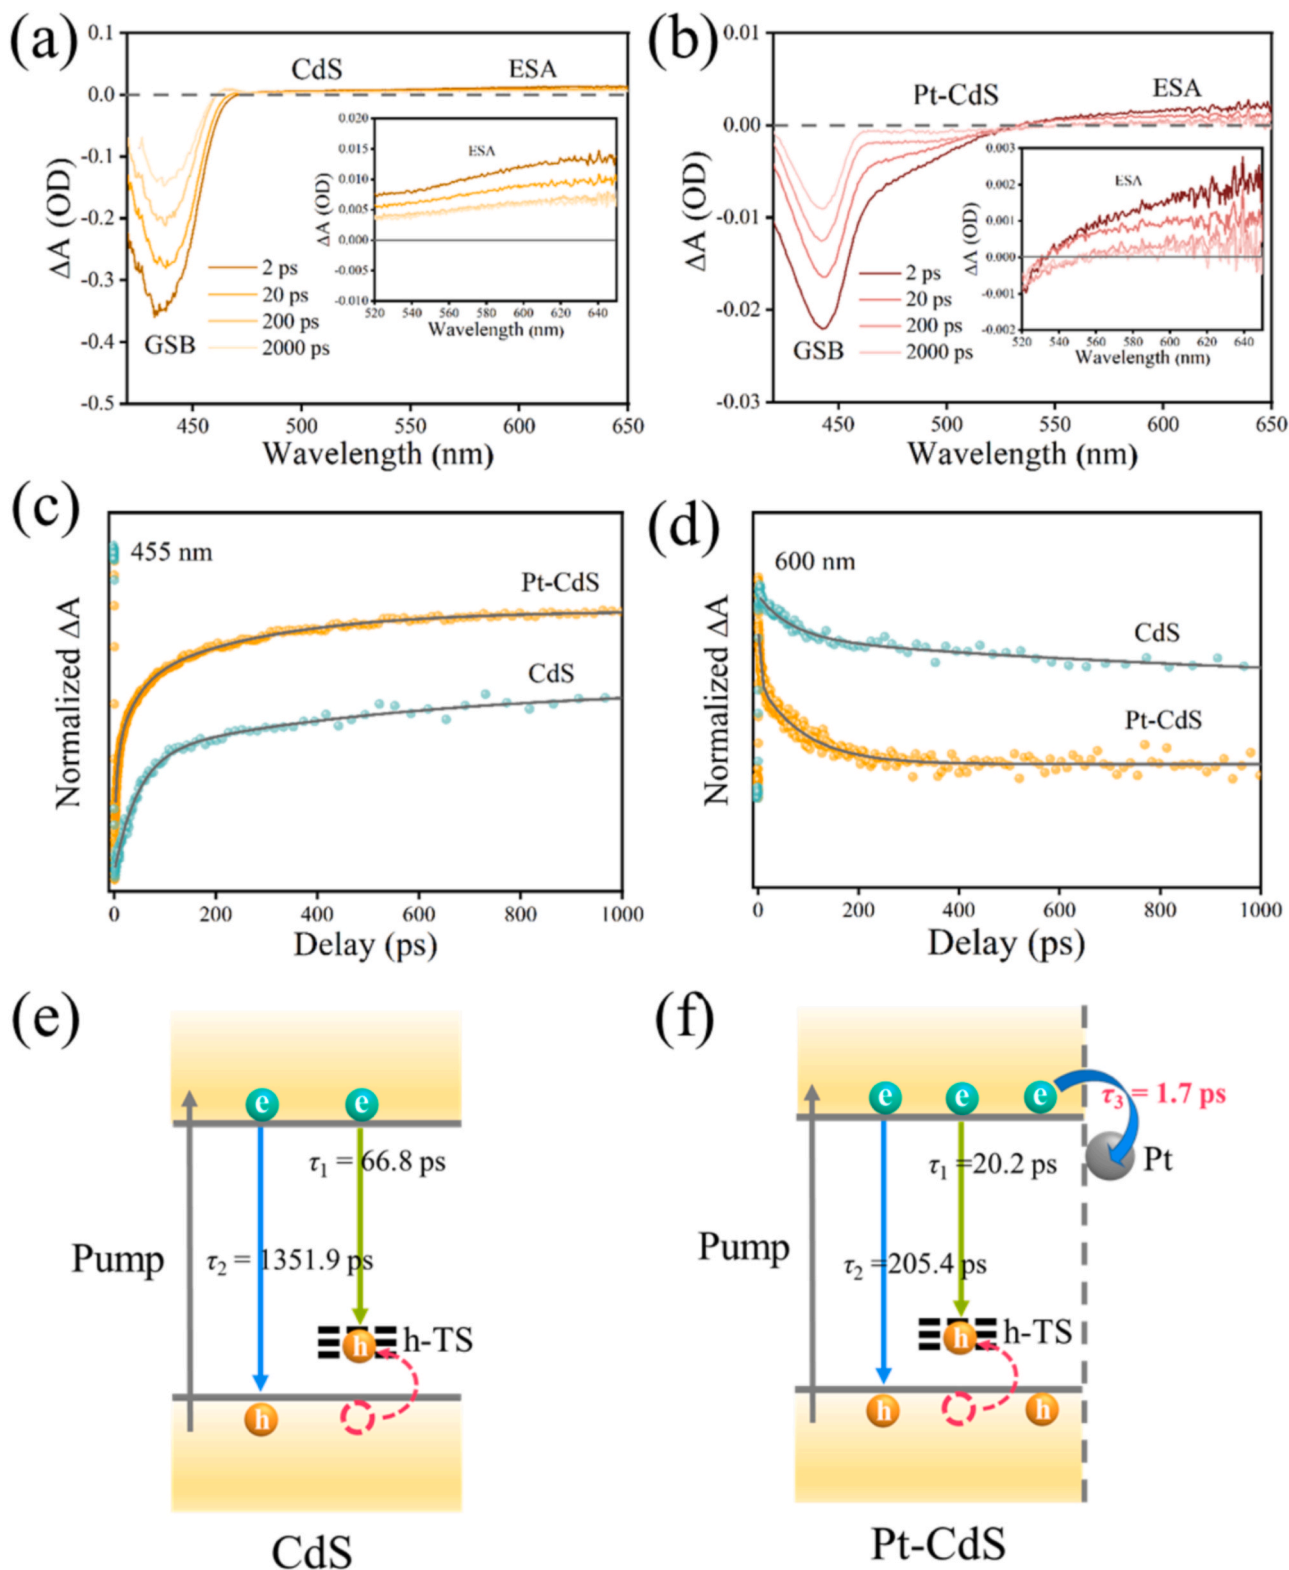 (a)
0.1
0.0
-0.1
-0.2
-0.3
-0.4
-0.5
ΔA (OD)
CdS
ESA
GSB
2 ps
20 ps
200 ps
2000 ps
450
500
550
600
650
Wavelength (nm)
0.020
0.015
0.010
0.005
0.000
-0.005
-0.010
ΔA (OD)
ESA
520
540
560
580
600
620
640
Wavelength (nm)
(b)
0.01
0.00
-0.01
-0.02
-0.03
ΔA (OD)
Pt-CdS
ESA
GSB
2 ps
20 ps
200 ps
2000 ps
450
500
550
600
650
Wavelength (nm)
0.003
0.002
0.001
0.000
-0.001
-0.002
ΔA (OD)
ESA
520
540
560
580
600
620
640
Wavelength (nm)
(c)
455 nm
Pt-CdS
CdS
Normalized ΔA
0
200
400
600
800
1000
Delay (ps)
(d)
600 nm
CdS
Pt-CdS
Normalized ΔA
0
200
400
600
800
1000
Delay (ps)
(e)
e
e
τ1 = 66.8 ps
Pump
τ2 = 1351.9 ps
h
h-TS
h
CdS
(f)
e
e
e
τ3 = 1.7 ps
Pt
τ1 =20.2 ps
Pump
τ2 =205.4 ps
h
h-TS
h
h
Pt-CdS